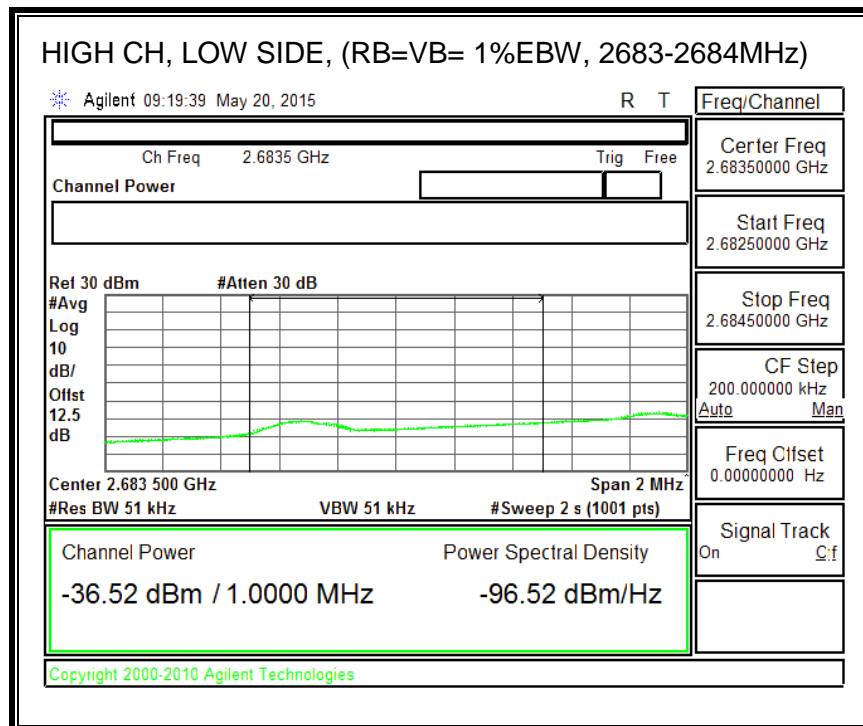 HIGH CH, LOW SIDE, (RB=VB= 1%EBW, 2683-2684MHz)
Agilent 09:19:39 May 20, 2015 R T
Freq/Channel
Ch Freq 2.6835 GHz Trig Free
Channel Power
Center Freq
2.68350000 GHz
Start Freq
2.68250000 GHz
Stop Freq
2.68450000 GHz
CF Step
200.000000 kHz
Auto Man
Freq Offset
0.00000000 Hz
Signal Track
On Off
Ref 30 dBm #Atten 30 dB
#Avg
Log
10
dB/
Offst
12.5
dB
Center 2.683 500 GHz Span 2 MHz
#Res BW 51 kHz VBW 51 kHz #Sweep 2 s (1001 pts)
Channel Power Power Spectral Density
-36.52 dBm / 1.0000 MHz -96.52 dBm/Hz
Copyright 2000-2010 Agilent Technologies